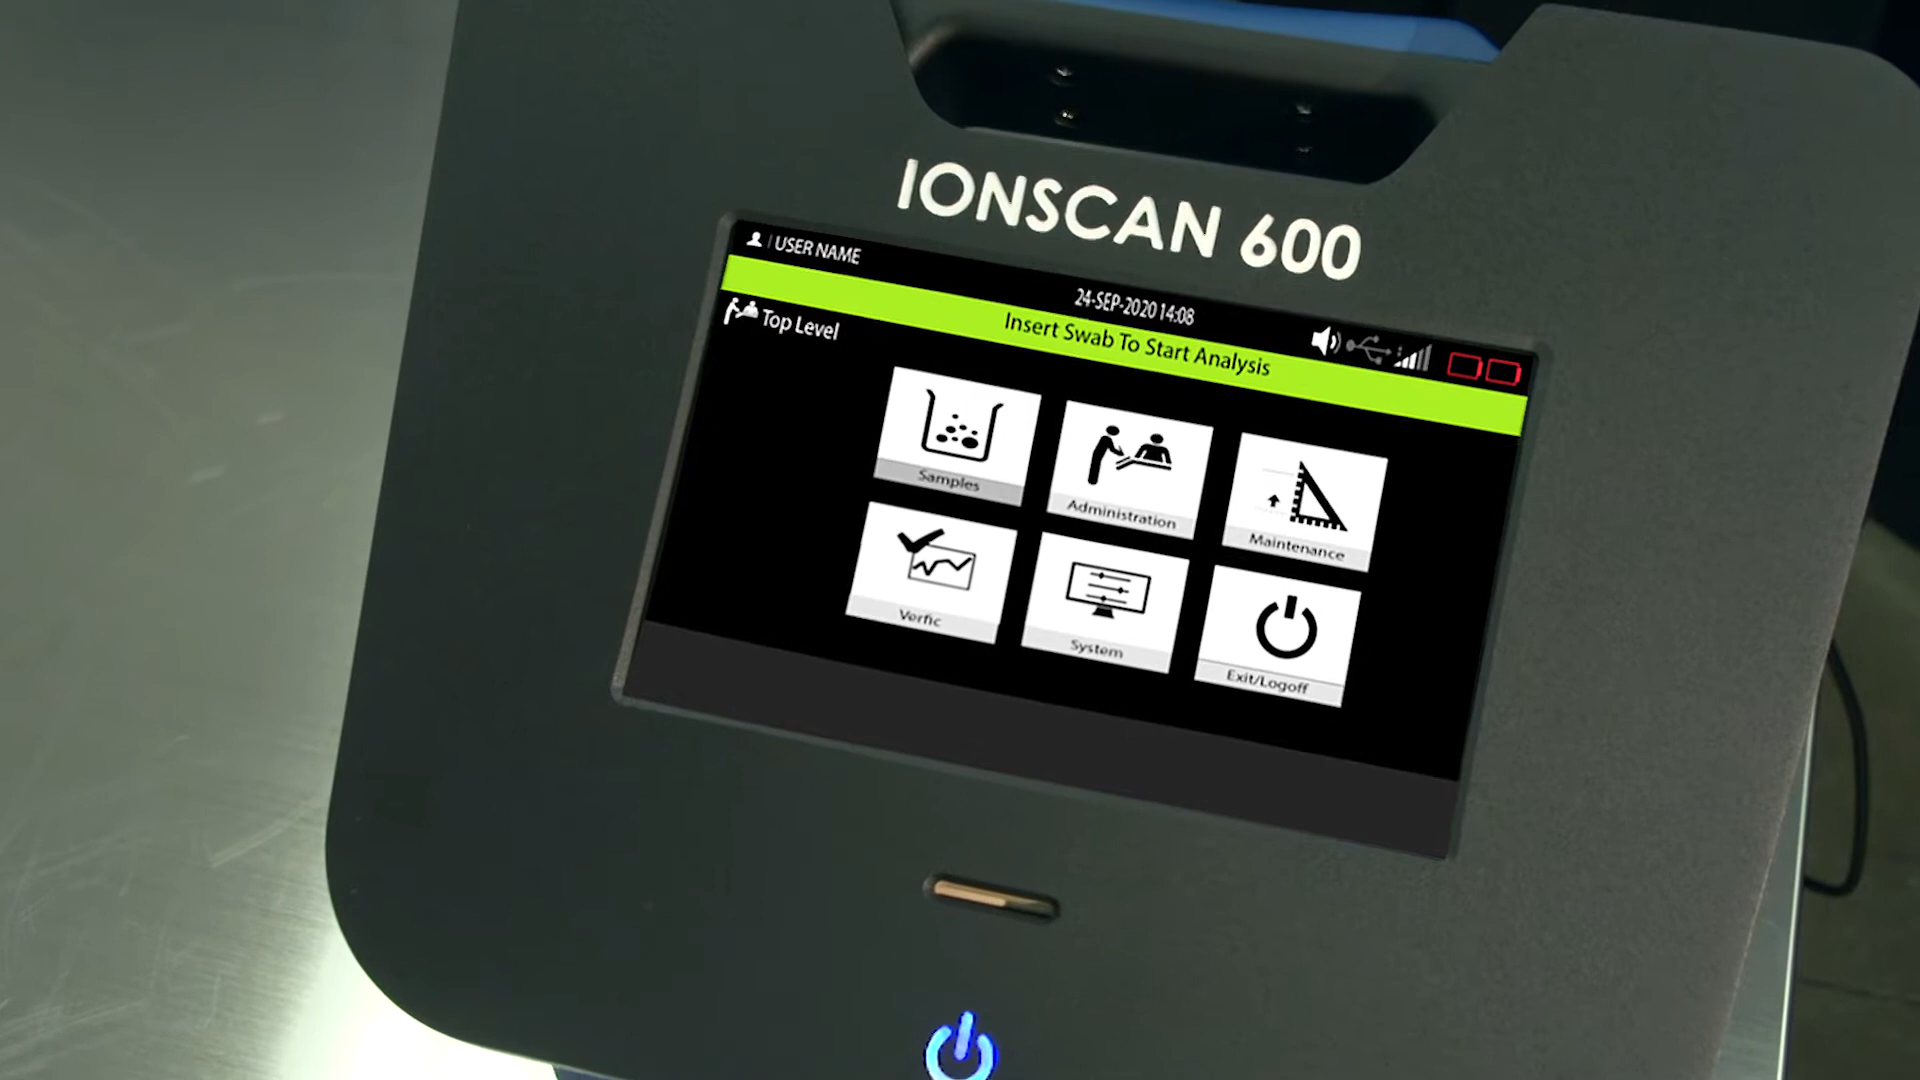 IONSCAN 600
USER NAME
24-SEP-2020 14:08
Insert Swab To Start Analysis
Top Level
Samples
Administration
Maintenance
Verfic
System
Exit/Logoff